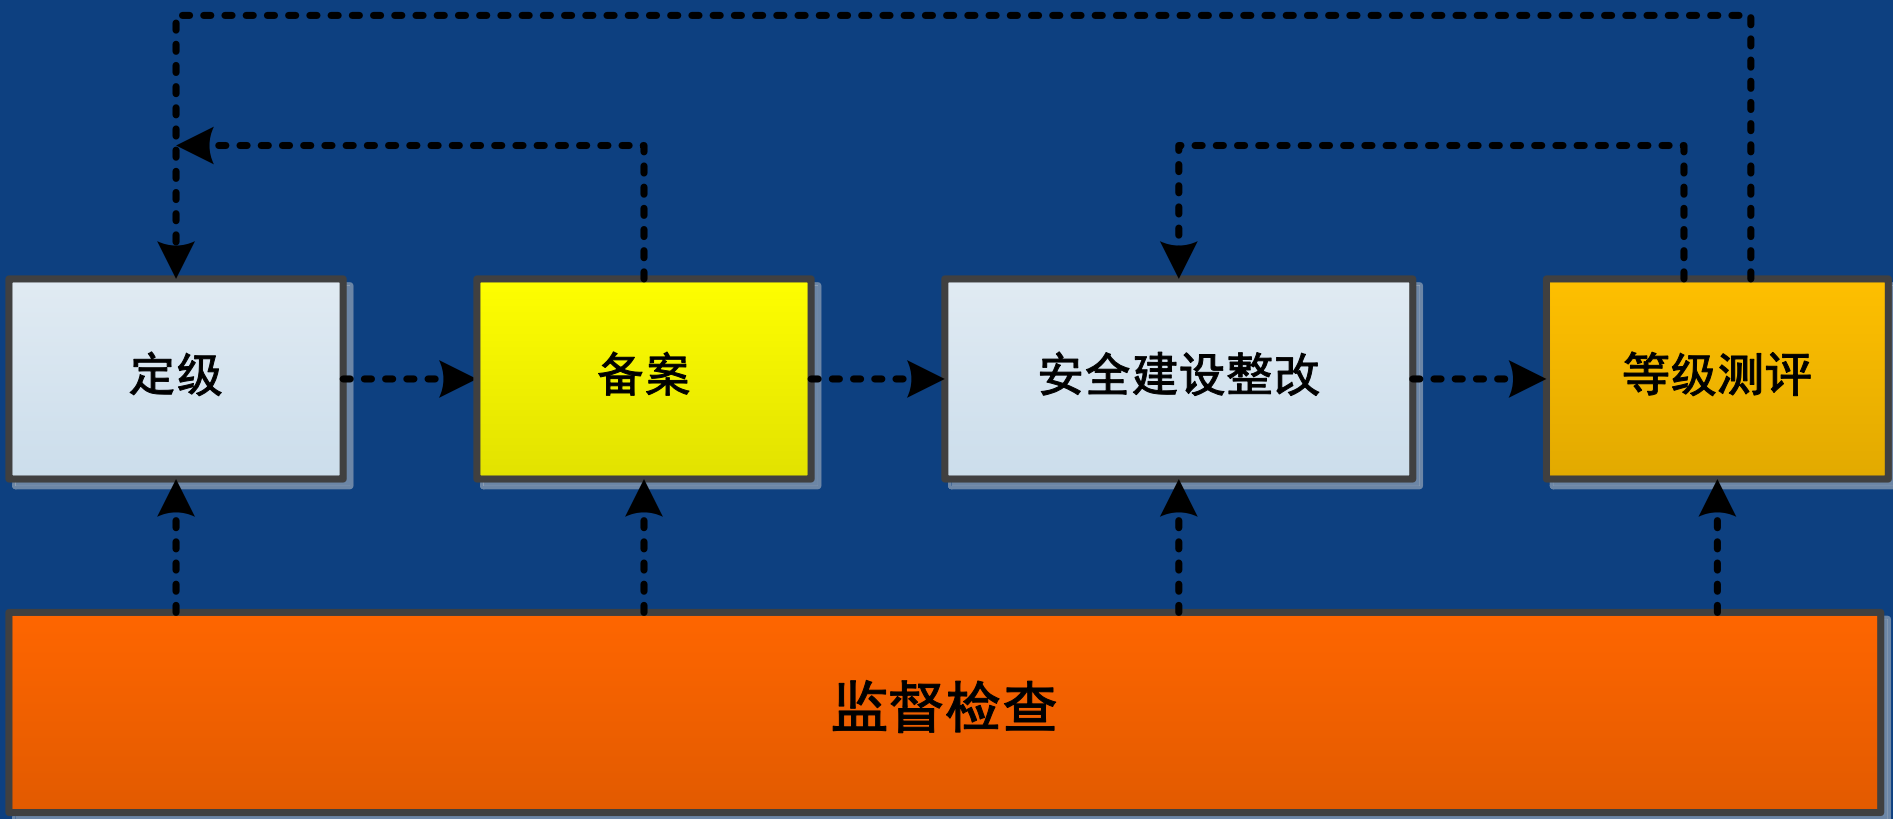 定级
备案
安全建设整改
等级测评
监督检查